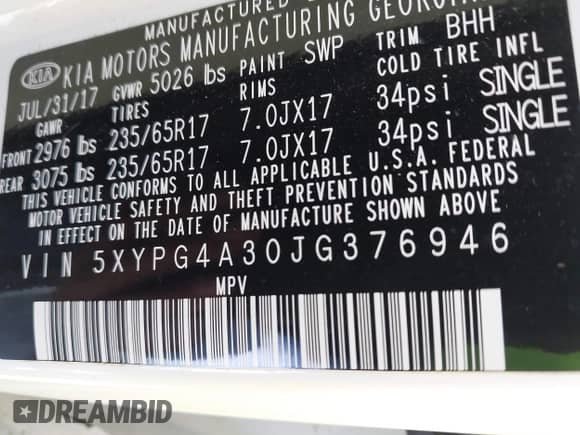 MANUFACTURED
KIA KIA MOTORS MANUFACTURING GEORGIA
JUL/31/17 GVWR 5026 lbs PAINT SWP TRIM BHH
GAWR TIRES RIMS COLD TIRE INFL
FRONT 2976 lbs 235/65R17 7.0JX17 34psi SINGLE
REAR 3075 lbs 235/65R17 7.0JX17 34psi SINGLE
THIS VEHICLE CONFORMS TO ALL APPLICABLE U.S.A. FEDERAL
MOTOR VEHICLE SAFETY AND THEFT PREVENTION STANDARDS
IN EFFECT ON THE DATE OF MANUFACTURE SHOWN ABOVE
VIN 5XYPG4A30JG376946
MPV
DREAMBID